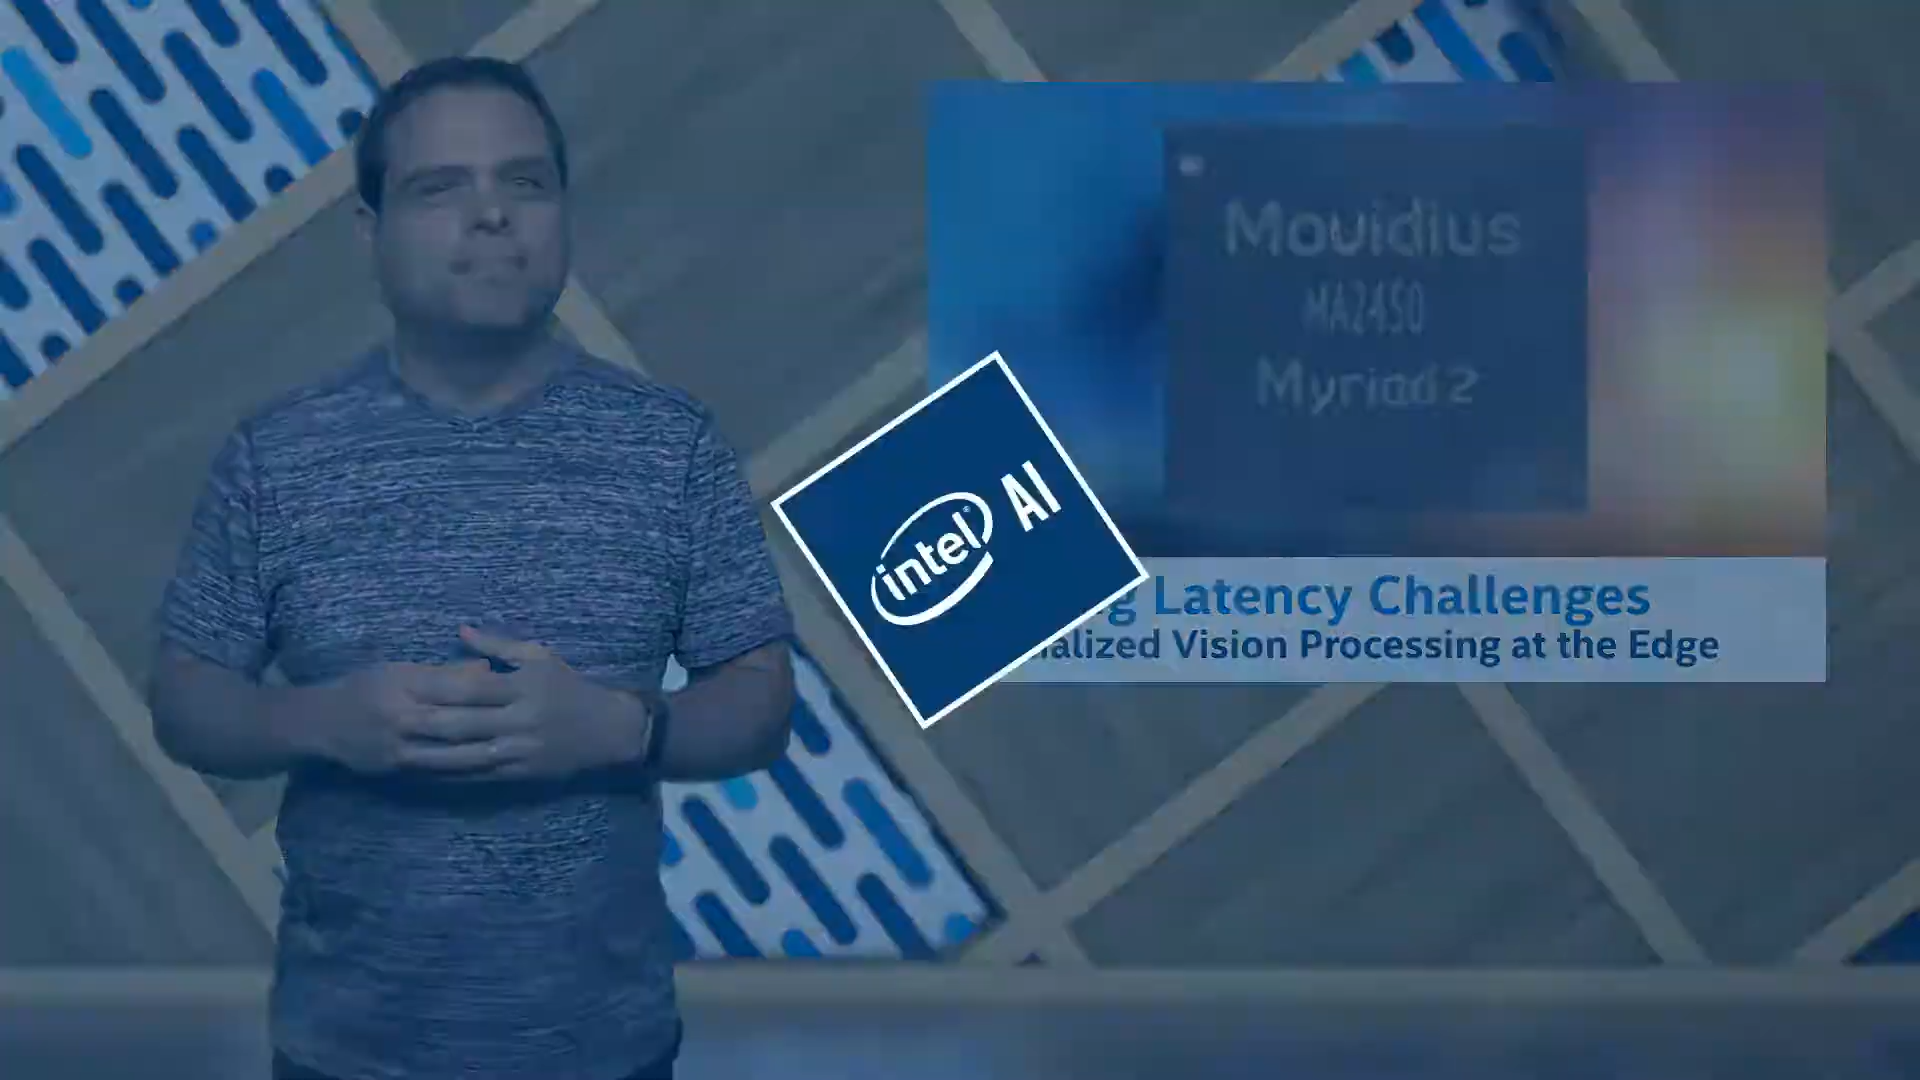 Movidius
MA2450
Myriad 2
intel AI
Latency Challenges
Vision Processing at the Edge